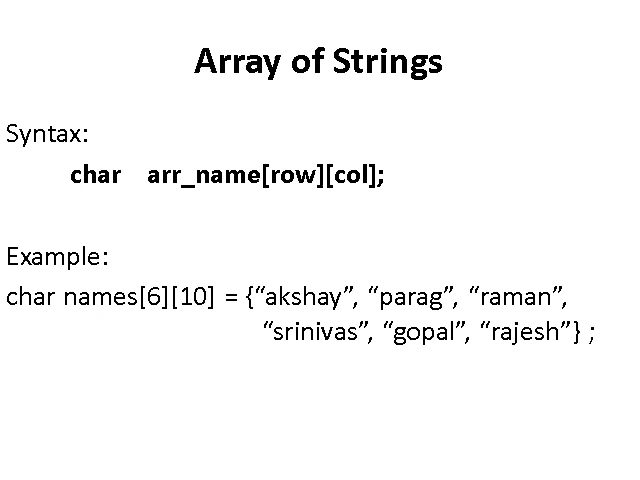 Array of Strings
Syntax:
char arr_name[row][col];
Example:
char names[6][10] = {“akshay”, “parag”, “raman”,
“srinivas”, “gopal”, “rajesh”} ;